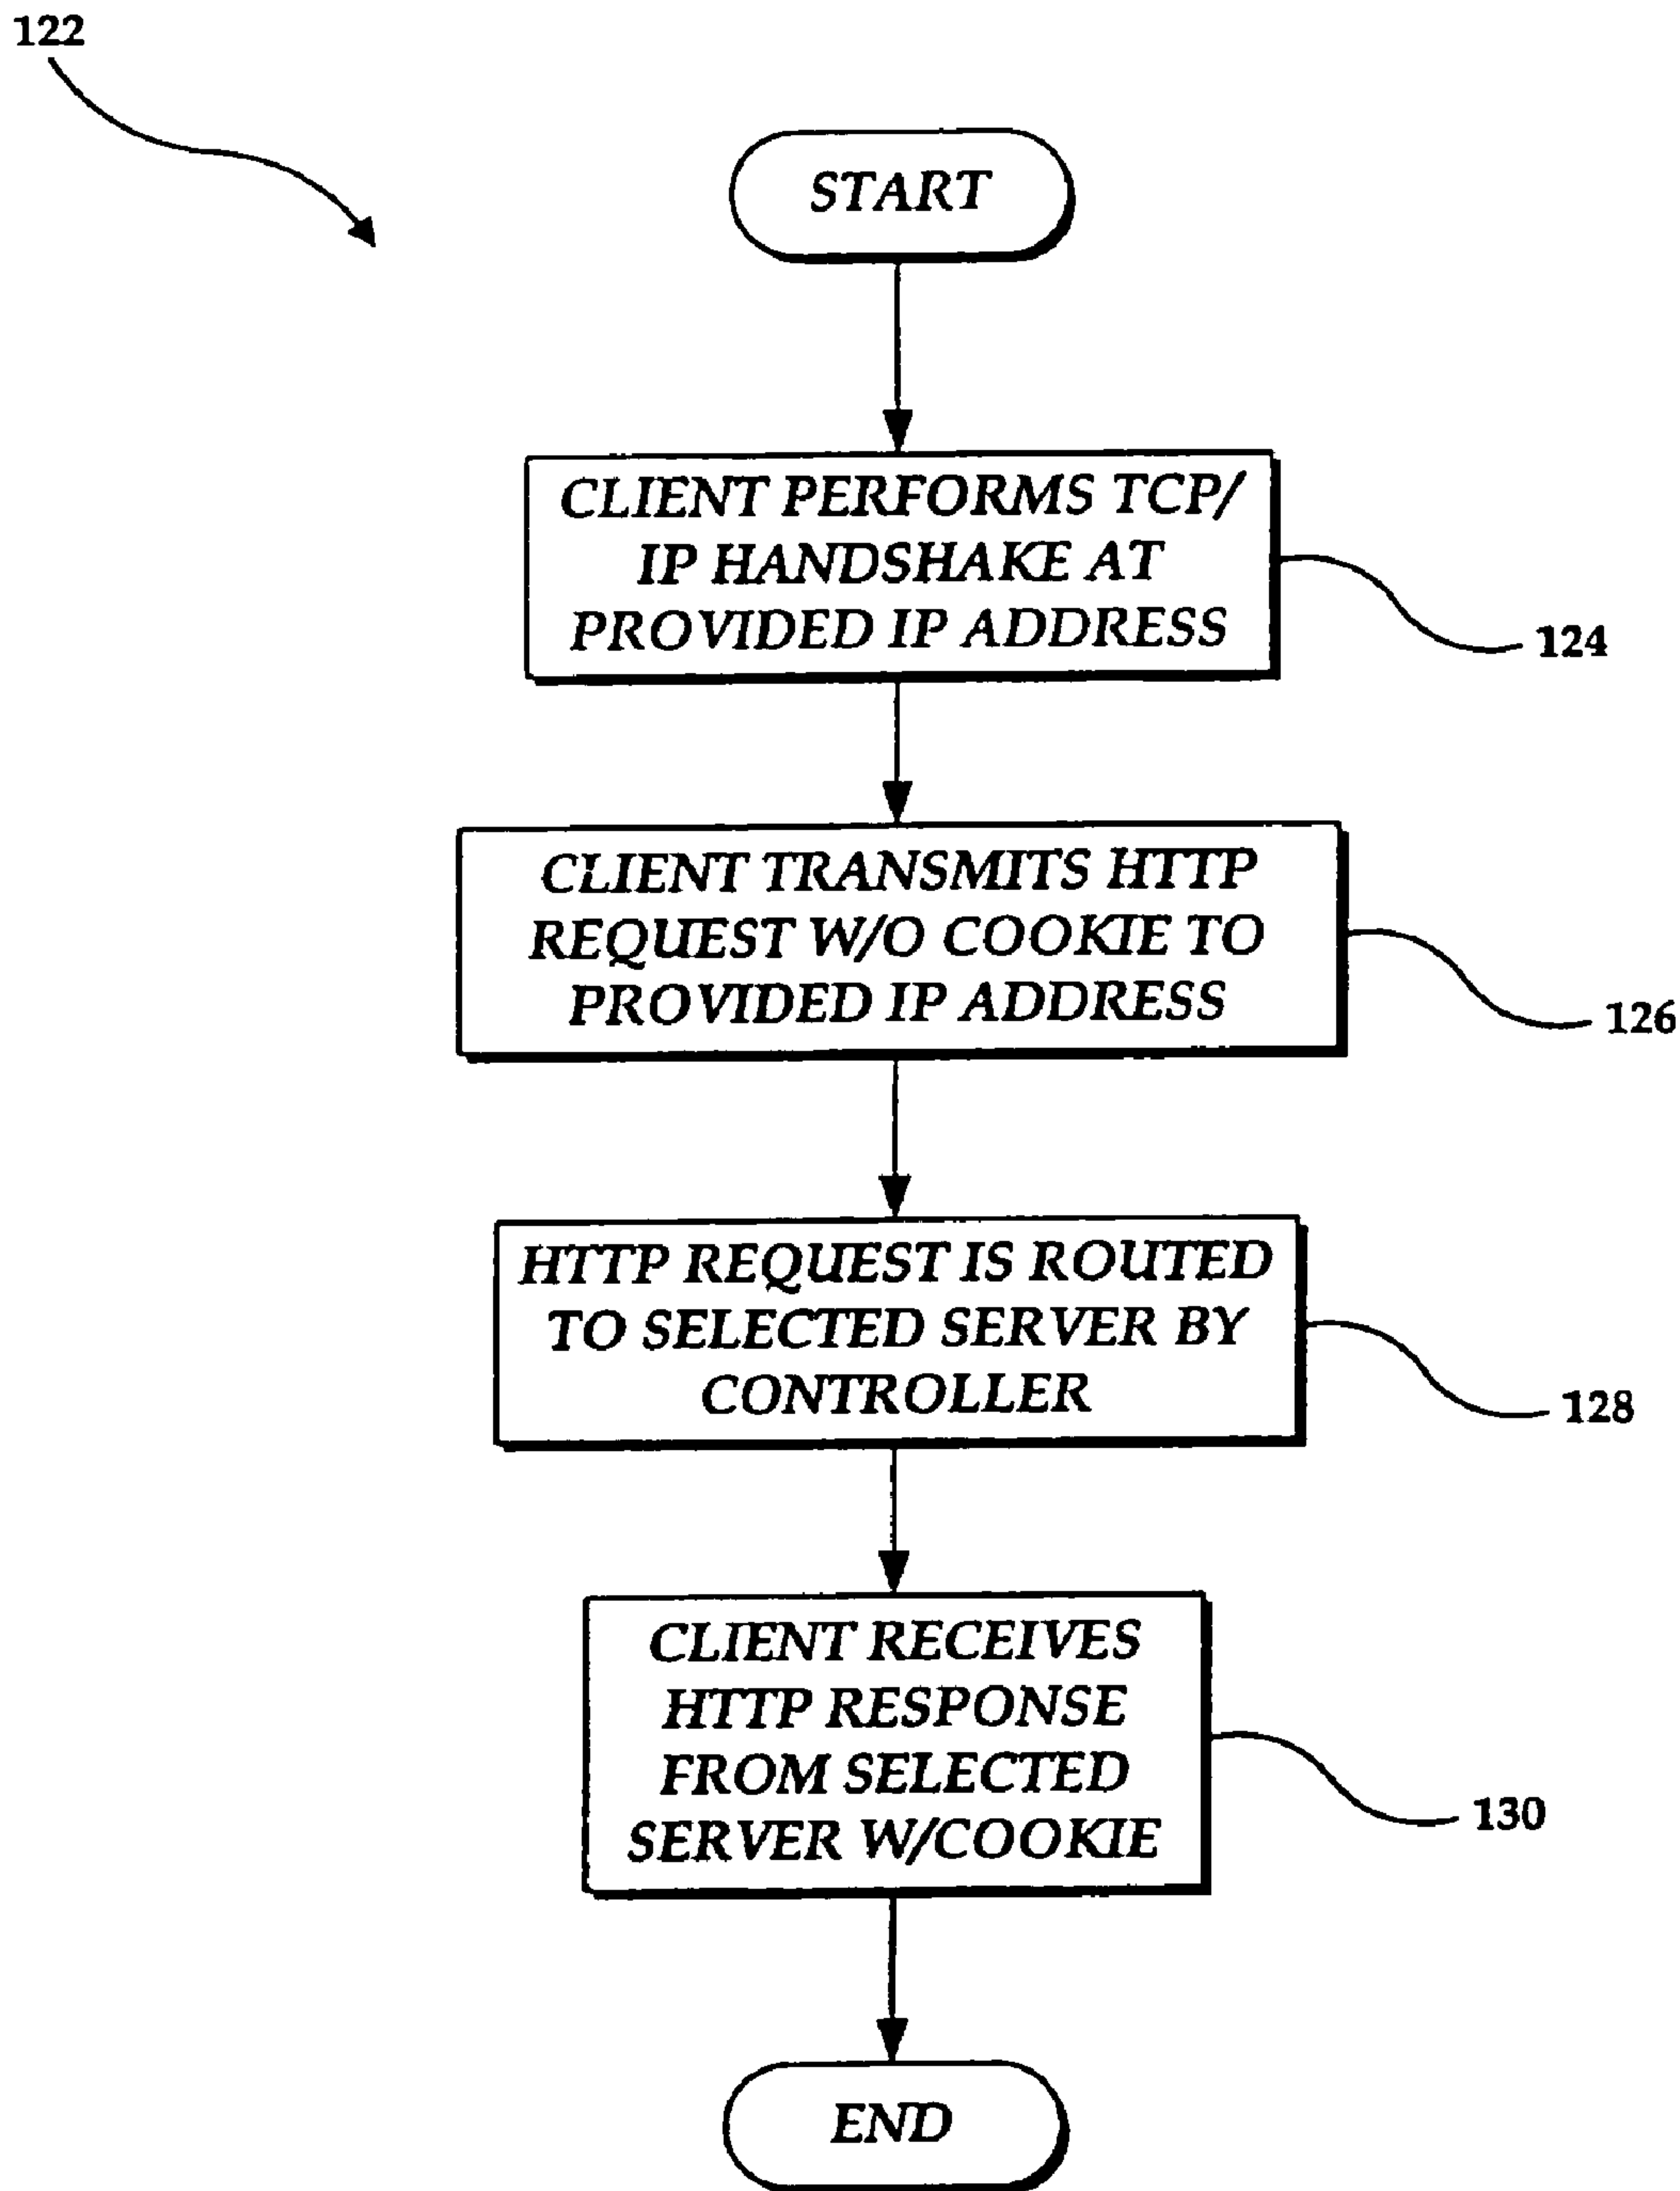 122
START
CLIENT PERFORMS TCP/
IP HANDSHAKE AT
PROVIDED IP ADDRESS
124
CLIENT TRANSMITS HTTP
REQUEST W/O COOKIE TO
PROVIDED IP ADDRESS
126
HTTP REQUEST IS ROUTED
TO SELECTED SERVER BY
CONTROLLER
128
CLIENT RECEIVES
HTTP RESPONSE
FROM SELECTED
SERVER W/COOKIE
130
END